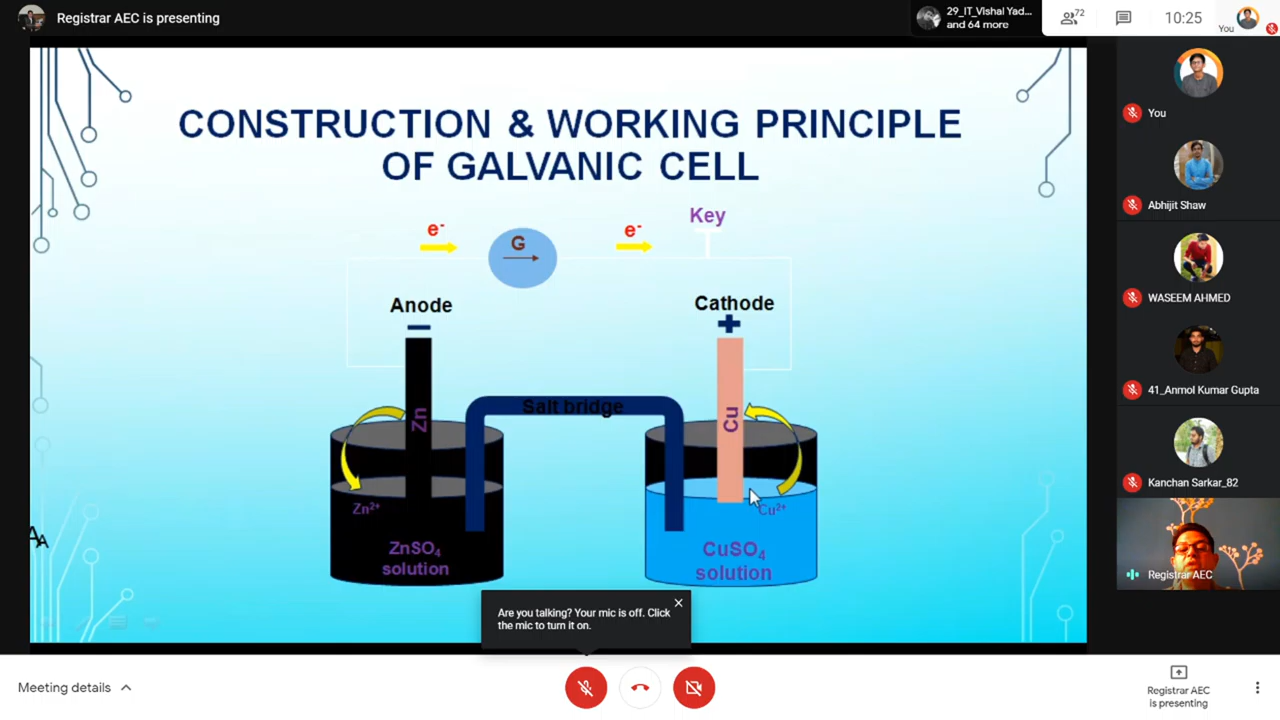 Registrar AEC is presenting
29_IT_Vishal Yad...
and 64 more
72
10:25
You
CONSTRUCTION & WORKING PRINCIPLE
OF GALVANIC CELL
Key
e⁻
e⁻
G
Anode
Cathode
Zn
Salt bridge
Cu
Zn²⁺
Cu²⁺
ZnSO₄
solution
CuSO₄
solution
You
Abhijit Shaw
WASEEM AHMED
41_Anmol Kumar Gupta
Kanchan Sarkar_82
Registrar AEC
Are you talking? Your mic is off. Click
the mic to turn it on.
Meeting details
Registrar AEC
is presenting